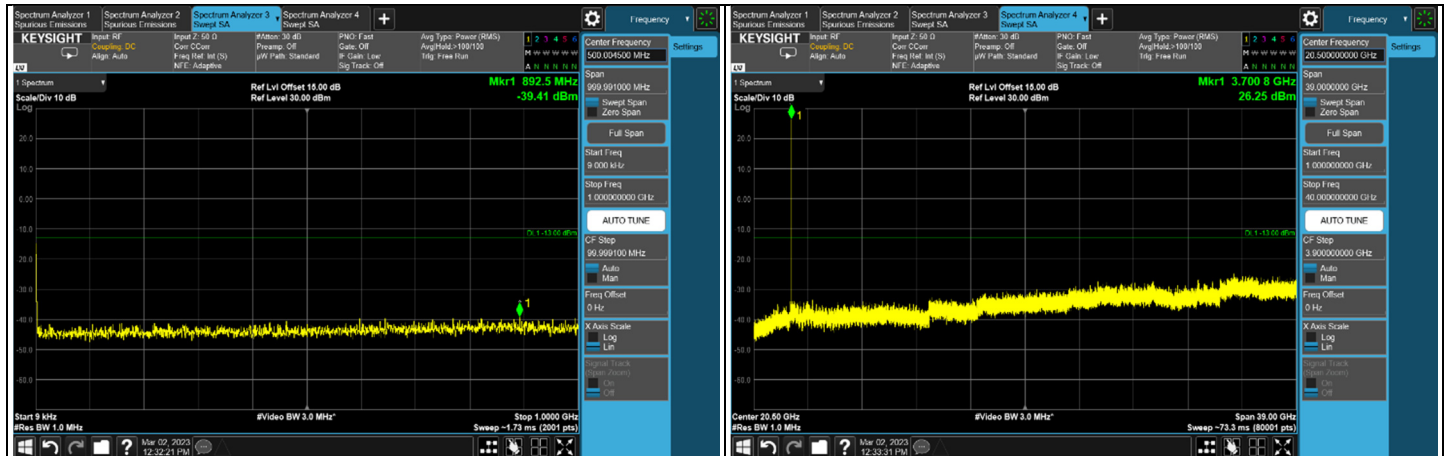 Spectrum Analyzer 1
Spurious Emissions
Spectrum Analyzer 2
Spurious Emissions
Spectrum Analyzer 3
Swept SA
Spectrum Analyzer 4
Swept SA
KEYSIGHT
Input: RF
Coupling: DC
Align: Auto
Input Z: 50 Ω
Corr CCorr
Freq Ref: Int (S)
NFE: Adaptive
#Atten: 30 dB
Preamp: Off
µW Path: Standard
PNO: Fast
Gate: Off
IF Gain: Low
Sig Track: Off
Avg Type: Power (RMS)
Avg|Hold:>100/100
Trig: Free Run
1 2 3 4 5 6
M W W W W W
A N N N N N
LXI
1 Spectrum
Scale/Div 10 dB
Log
Ref Lvl Offset 15.00 dB
Ref Level 30.00 dBm
Mkr1 892.5 MHz
-39.41 dBm
20.0
10.0
0.00
-10.0
-20.0
-30.0
-40.0
-50.0
-60.0
DL1 -13.00 dBm
1
Start 9 kHz
#Res BW 1.0 MHz
#Video BW 3.0 MHz*
Stop 1.0000 GHz
Sweep ~1.73 ms (2001 pts)
Mar 02, 2023
12:32:21 PM
Frequency
Settings
Center Frequency
500.004500 MHz
Span
999.991000 MHz
Swept Span
Zero Span
Full Span
Start Freq
9.000 kHz
Stop Freq
1.000000000 GHz
AUTO TUNE
CF Step
99.999100 MHz
Auto
Man
Freq Offset
0 Hz
X Axis Scale
Log
Lin
Signal Track
(Span Zoom)
On
Off
Spectrum Analyzer 1
Spurious Emissions
Spectrum Analyzer 2
Spurious Emissions
Spectrum Analyzer 3
Swept SA
Spectrum Analyzer 4
Swept SA
KEYSIGHT
Input: RF
Coupling: DC
Align: Auto
Input Z: 50 Ω
Corr CCorr
Freq Ref: Int (S)
NFE: Adaptive
#Atten: 30 dB
Preamp: Off
µW Path: Standard
PNO: Fast
Gate: Off
IF Gain: Low
Sig Track: Off
Avg Type: Power (RMS)
Avg|Hold:>100/100
Trig: Free Run
1 2 3 4 5 6
M W W W W W
A N N N N N
LXI
1 Spectrum
Scale/Div 10 dB
Log
Ref Lvl Offset 15.00 dB
Ref Level 30.00 dBm
Mkr1 3.700 8 GHz
26.25 dBm
20.0
10.0
0.00
-10.0
-20.0
-30.0
-40.0
-50.0
-60.0
DL1 -13.00 dBm
1
Center 20.50 GHz
#Res BW 1.0 MHz
#Video BW 3.0 MHz*
Span 39.00 GHz
Sweep ~73.3 ms (80001 pts)
Mar 02, 2023
12:33:31 PM
Frequency
Settings
Center Frequency
20.500000000 GHz
Span
39.0000000 GHz
Swept Span
Zero Span
Full Span
Start Freq
1.000000000 GHz
Stop Freq
40.000000000 GHz
AUTO TUNE
CF Step
3.900000000 GHz
Auto
Man
Freq Offset
0 Hz
X Axis Scale
Log
Lin
Signal Track
(Span Zoom)
On
Off